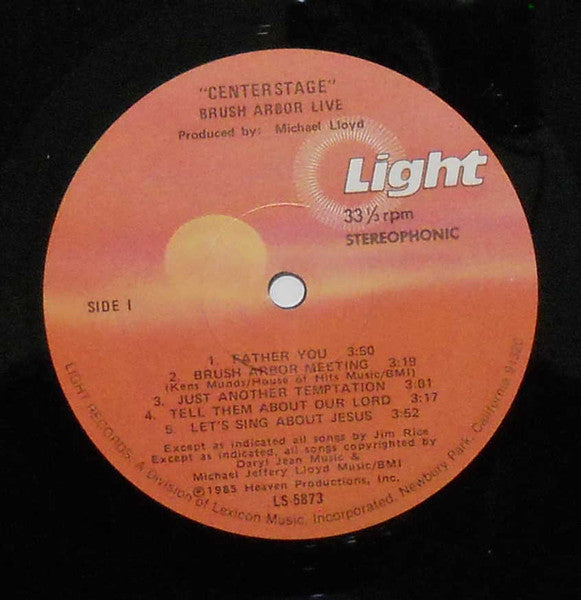 "CENTERSTAGE"
BRUSH ARBOR LIVE
Produced by: Michael Lloyd
Light
33 ⅓ rpm
STEREOPHONIC
SIDE I
1. FATHER YOU 3:50
2. BRUSH ARBOR MEETING 3:19
(Kens Munds/House of Hits Music/BMI)
3. JUST ANOTHER TEMPTATION 3:01
4. TELL THEM ABOUT OUR LORD 3:17
5. LET'S SING ABOUT JESUS 3:52
Except as indicated all songs by Jim Rice
Except as indicated, all songs copyrighted by
Daryl Jean Music &
Michael Jeffery Lloyd Music/BMI
℗1985 Heaven Productions, Inc.
LS-5873
LIGHT RECORDS, A Division of Lexicon Music, Incorporated, Newbury Park, California 91320